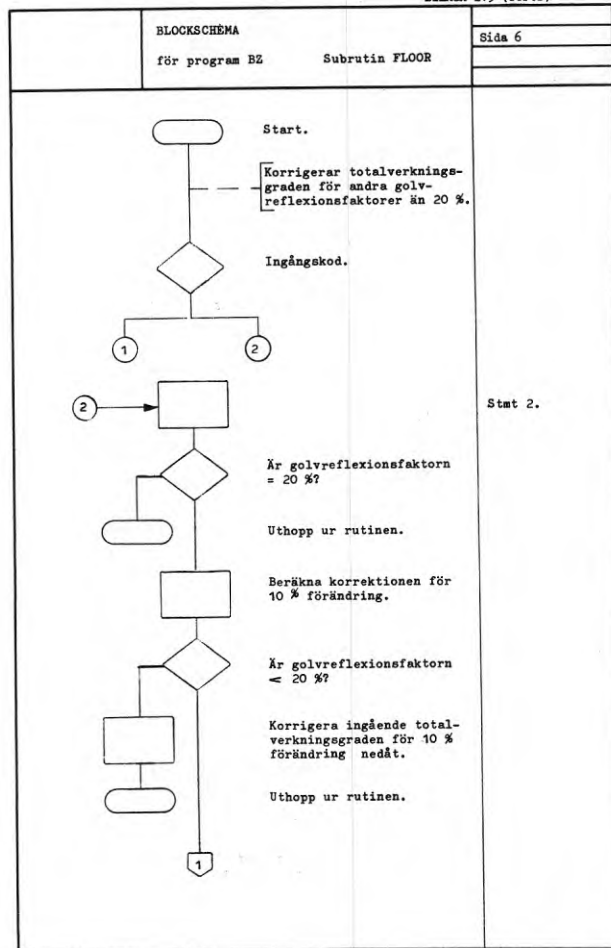 BLOCKSCHEMA
Sida 6
för program BZ Subrutin FLOOR
Start.
Korrigerar totalverknings-
graden för andra golv-
reflexionsfaktorer än 20 %.
Ingångskod.
1 2
2
Stmt 2.
Är golvreflexionsfaktorn
= 20 %?
Uthopp ur rutinen.
Beräkna korrektionen för
10 % förändring.
Är golvreflexionsfaktorn
< 20 %?
Korrigera ingående total-
verkningsgraden för 10 %
förändring nedåt.
Uthopp ur rutinen.
1